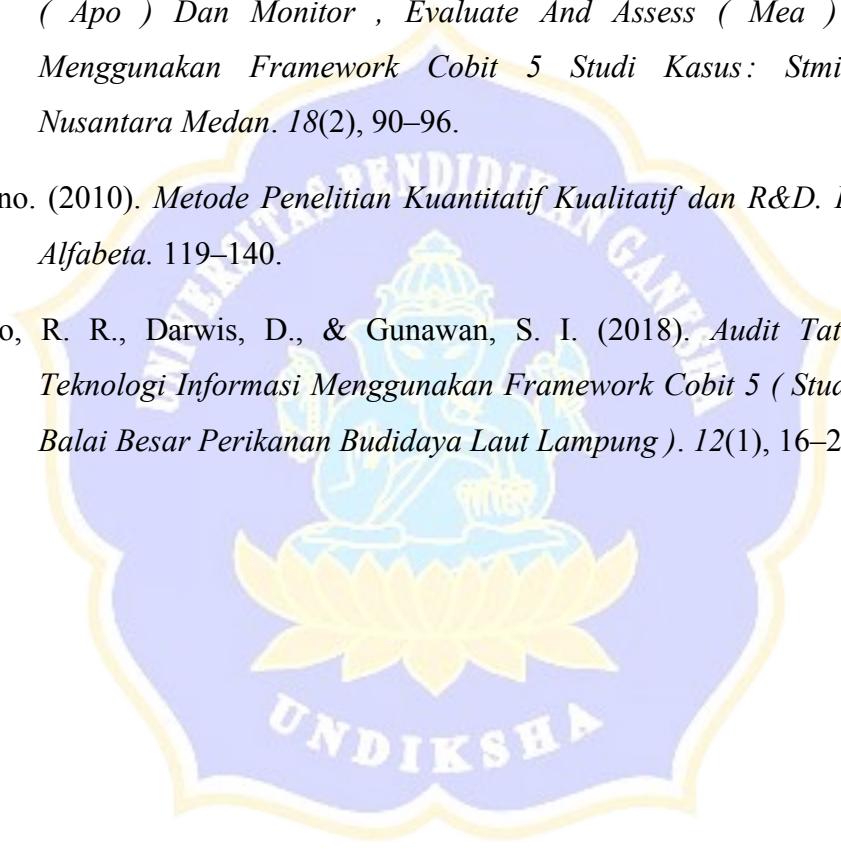 ( Apo ) Dan Monitor , Evaluate And Assess ( Mea )
Menggunakan Framework Cobit 5 Studi Kasus : Stmi
Nusantara Medan. 18(2), 90–96.
no. (2010). Metode Penelitian Kuantitatif Kualitatif dan R&D.
Alfabeta. 119–140.
o, R. R., Darwis, D., & Gunawan, S. I. (2018). Audit Tat
Teknologi Informasi Menggunakan Framework Cobit 5 ( Stud
Balai Besar Perikanan Budidaya Laut Lampung ). 12(1), 16–2
UNIVERSITAS PENDIDIKAN GANESHA
UNDIKSHA